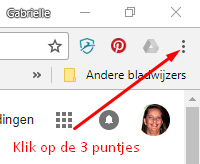 Gabrielle
Andere bladwijzers
dingen
Klik op de 3 puntjes